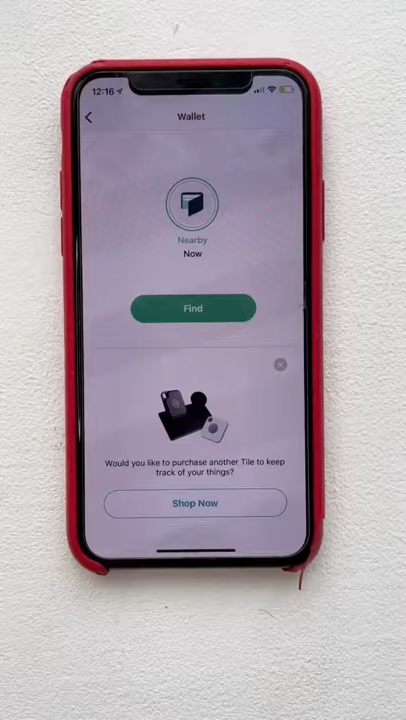 12:16
Wallet
Nearby
Now
Find
Would you like to purchase another Tile to keep
track of your things?
Shop Now